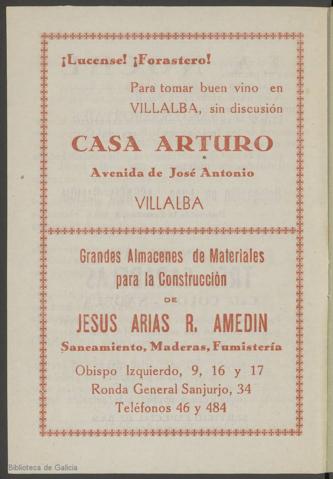 ¡Lucense! ¡Forastero!
Para tomar buen vino en
VILLALBA, sin discusión
CASA ARTURO
Avenida de José Antonio
VILLALBA
Grandes Almacenes de Materiales
para la Construcción
DE
JESUS ARIAS R. AMEDIN
Saneamiento, Maderas, Fumistería
Obispo Izquierdo, 9, 16 y 17
Ronda General Sanjurjo, 34
Teléfonos 46 y 484
Biblioteca de Galicia